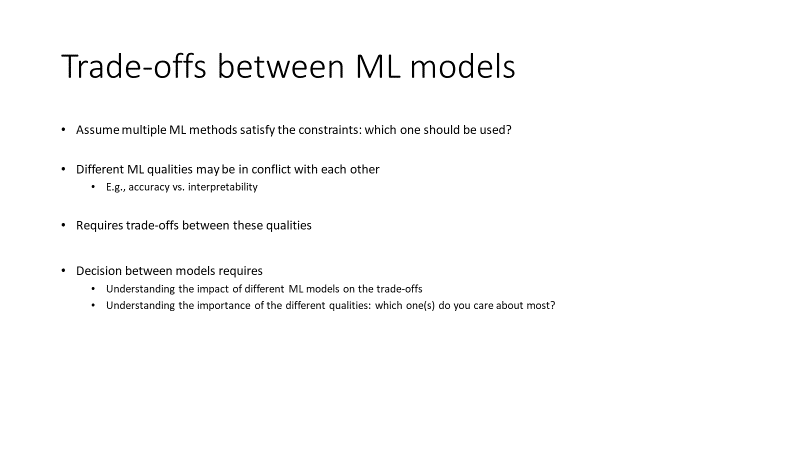 Trade-offs between ML models
• Assume multiple ML methods satisfy the constraints: which one should be used?
• Different ML qualities may be in conflict with each other
• E.g., accuracy vs. interpretability
• Requires trade-offs between these qualities
• Decision between models requires
• Understanding the impact of different ML models on the trade-offs
• Understanding the importance of the different qualities: which one(s) do you care about most?